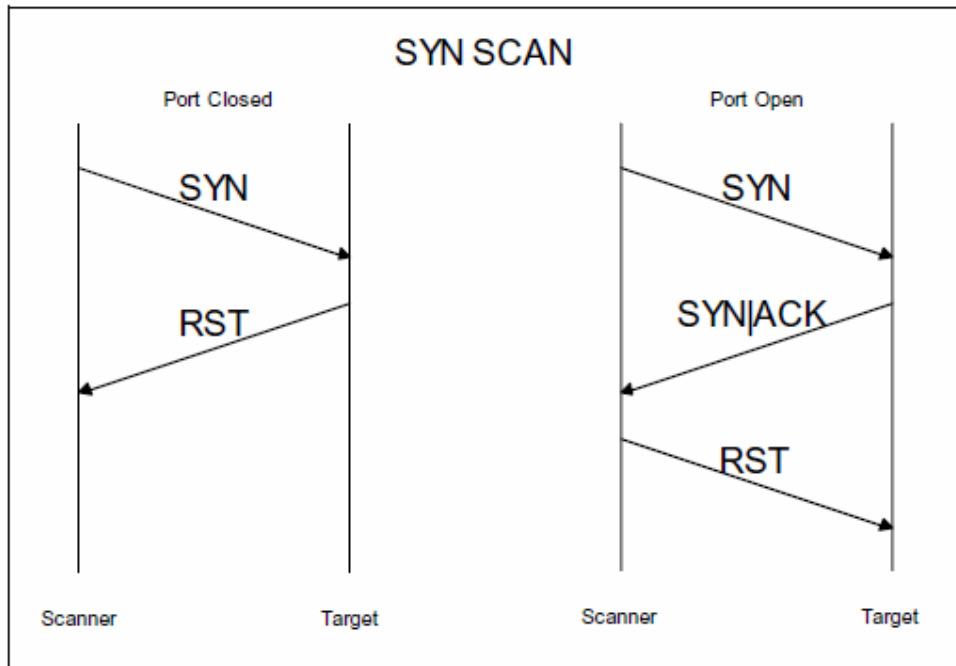 SYN SCAN
Port Closed
Port Open
SYN
SYN
RST
SYN|ACK
RST
Scanner
Target
Scanner
Target